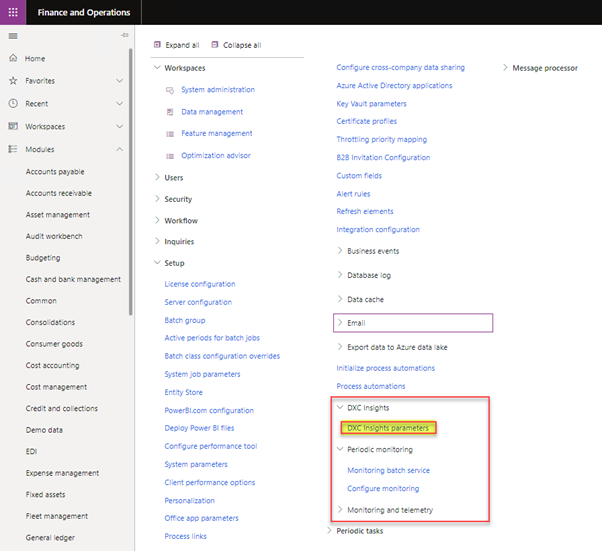 Finance and Operations
Home
Favorites
Recent
Workspaces
Modules
Accounts payable
Accounts receivable
Asset management
Audit workbench
Budgeting
Cash and bank management
Common
Consolidations
Consumer goods
Cost accounting
Cost management
Credit and collections
Demo data
EDI
Expense management
Fixed assets
Fleet management
General ledger
Expand all
Collapse all
Workspaces
System administration
Data management
Feature management
Optimization advisor
Users
Security
Workflow
Inquiries
Setup
License configuration
Server configuration
Batch group
Active periods for batch jobs
Batch class configuration overrides
System job parameters
Entity Store
PowerBI.com configuration
Deploy Power BI files
Configure performance tool
System parameters
Client performance options
Personalization
Office app parameters
Process links
Configure cross-company data sharing
Azure Active Directory applications
Key Vault parameters
Certificate profiles
Throttling priority mapping
B2B Invitation Configuration
Custom fields
Alert rules
Refresh elements
Integration configuration
Business events
Database log
Data cache
Email
Export data to Azure data lake
Initialize process automations
Process automations
DXC Insights
DXC Insights parameters
Periodic monitoring
Monitoring batch service
Configure monitoring
Monitoring and telemetry
Periodic tasks
Message processor